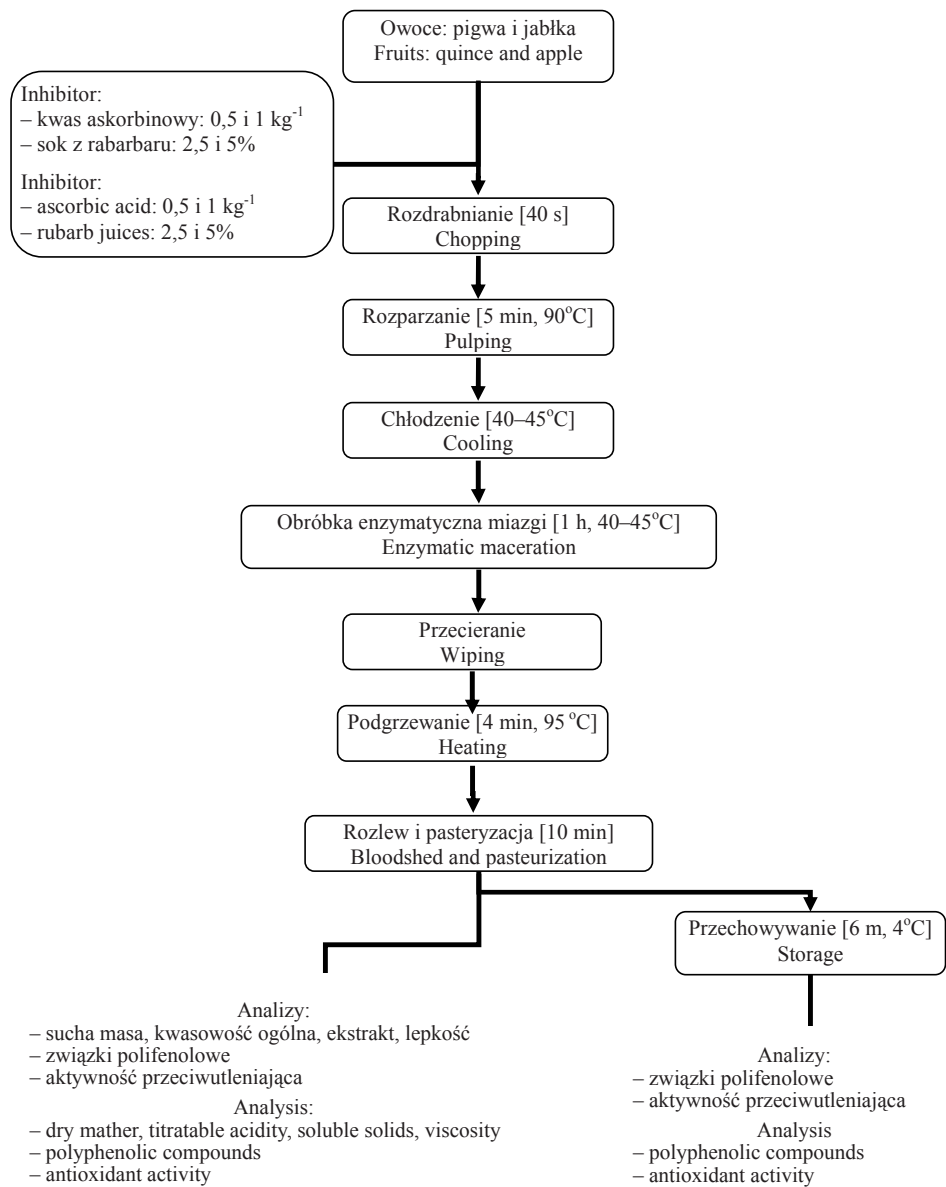 Owoce: pigwa i jabłka
Fruits: quince and apple
Inhibitor:
– kwas askorbinowy: 0,5 i 1 kg⁻¹
– sok z rabarbaru: 2,5 i 5%
Inhibitor:
– ascorbic acid: 0,5 i 1 kg⁻¹
– rubarb juices: 2,5 i 5%
Rozdrabnianie [40 s]
Chopping
Rozparzanie [5 min, 90°C]
Pulping
Chłodzenie [40–45°C]
Cooling
Obróbka enzymatyczna miazgi [1 h, 40–45°C]
Enzymatic maceration
Przecieranie
Wiping
Podgrzewanie [4 min, 95 °C]
Heating
Rozlew i pasteryzacja [10 min]
Bloodshed and pasteurization
Przechowywanie [6 m, 4°C]
Storage
Analizy:
– sucha masa, kwasowość ogólna, ekstrakt, lepkość
– związki polifenolowe
– aktywność przeciwutleniająca
Analysis:
– dry mather, titratable acidity, soluble solids, viscosity
– polyphenolic compounds
– antioxidant activity
Analizy:
– związki polifenolowe
– aktywność przeciwutleniająca
Analysis
– polyphenolic compounds
– antioxidant activity